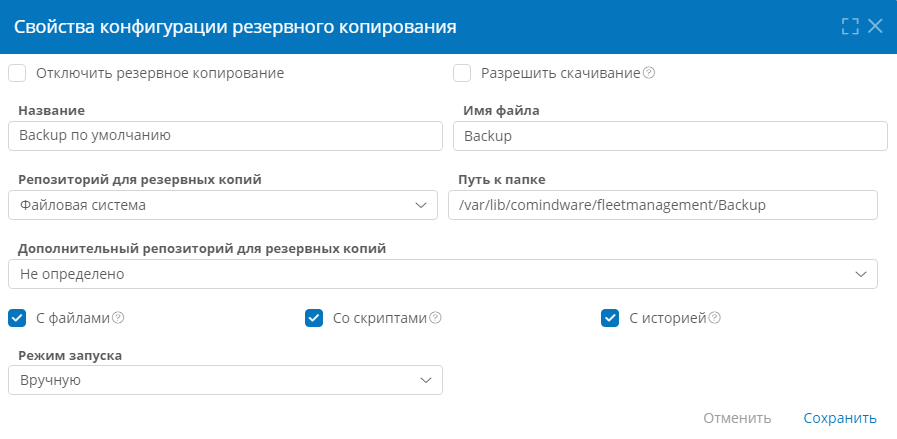 Свойства конфигурации резервного копирования
Отключить резервное копирование
Разрешить скачивание
Название
Имя файла
Backup по умолчанию
Backup
Репозиторий для резервных копий
Путь к папке
Файловая система
/var/lib/comindware/fleetmanagement/Backup
Дополнительный репозиторий для резервных копий
Не определено
С файлами
Со скриптами
С историей
Режим запуска
Вручную
Отменить
Сохранить